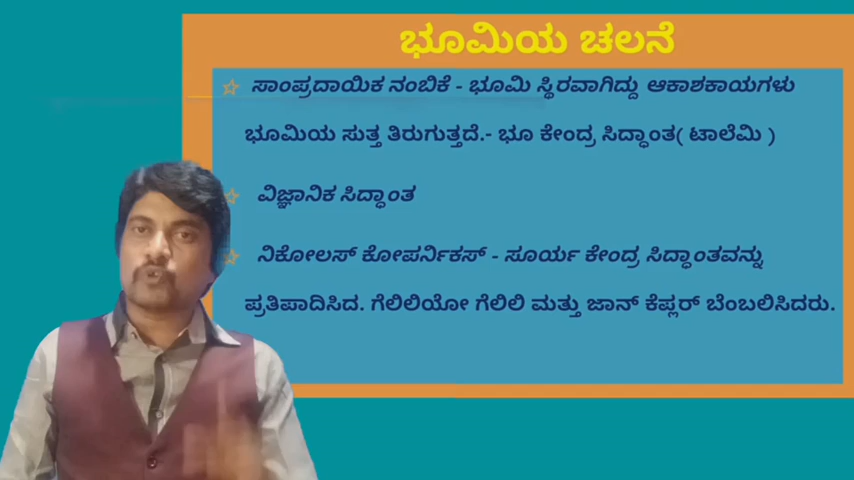 ಭೂಮಿಯ ಚಲನೆ
ಸಾಂಪ್ರದಾಯಿಕ ನಂಬಿಕೆ - ಭೂಮಿ ಸ್ಥಿರವಾಗಿದ್ದು ಆಕಾಶಕಾಯಗಳು
ಭೂಮಿಯ ಸುತ್ತ ತಿರುಗುತ್ತದೆ.- ಭೂ ಕೇಂದ್ರ ಸಿದ್ಧಾಂತ( ಟಾಲೆಮಿ )
ವಿಜ್ಞಾನಿಕ ಸಿದ್ಧಾಂತ
ನಿಕೋಲಸ್ ಕೋಪರ್ನಿಕಸ್ - ಸೂರ್ಯ ಕೇಂದ್ರ ಸಿದ್ಧಾಂತವನ್ನು
ಪ್ರತಿಪಾದಿಸಿದ. ಗೆಲಿಲಿಯೋ ಗೆಲಿಲಿ ಮತ್ತು ಜಾನ್ ಕೆಪ್ಲರ್ ಬೆಂಬಲಿಸಿದರು.